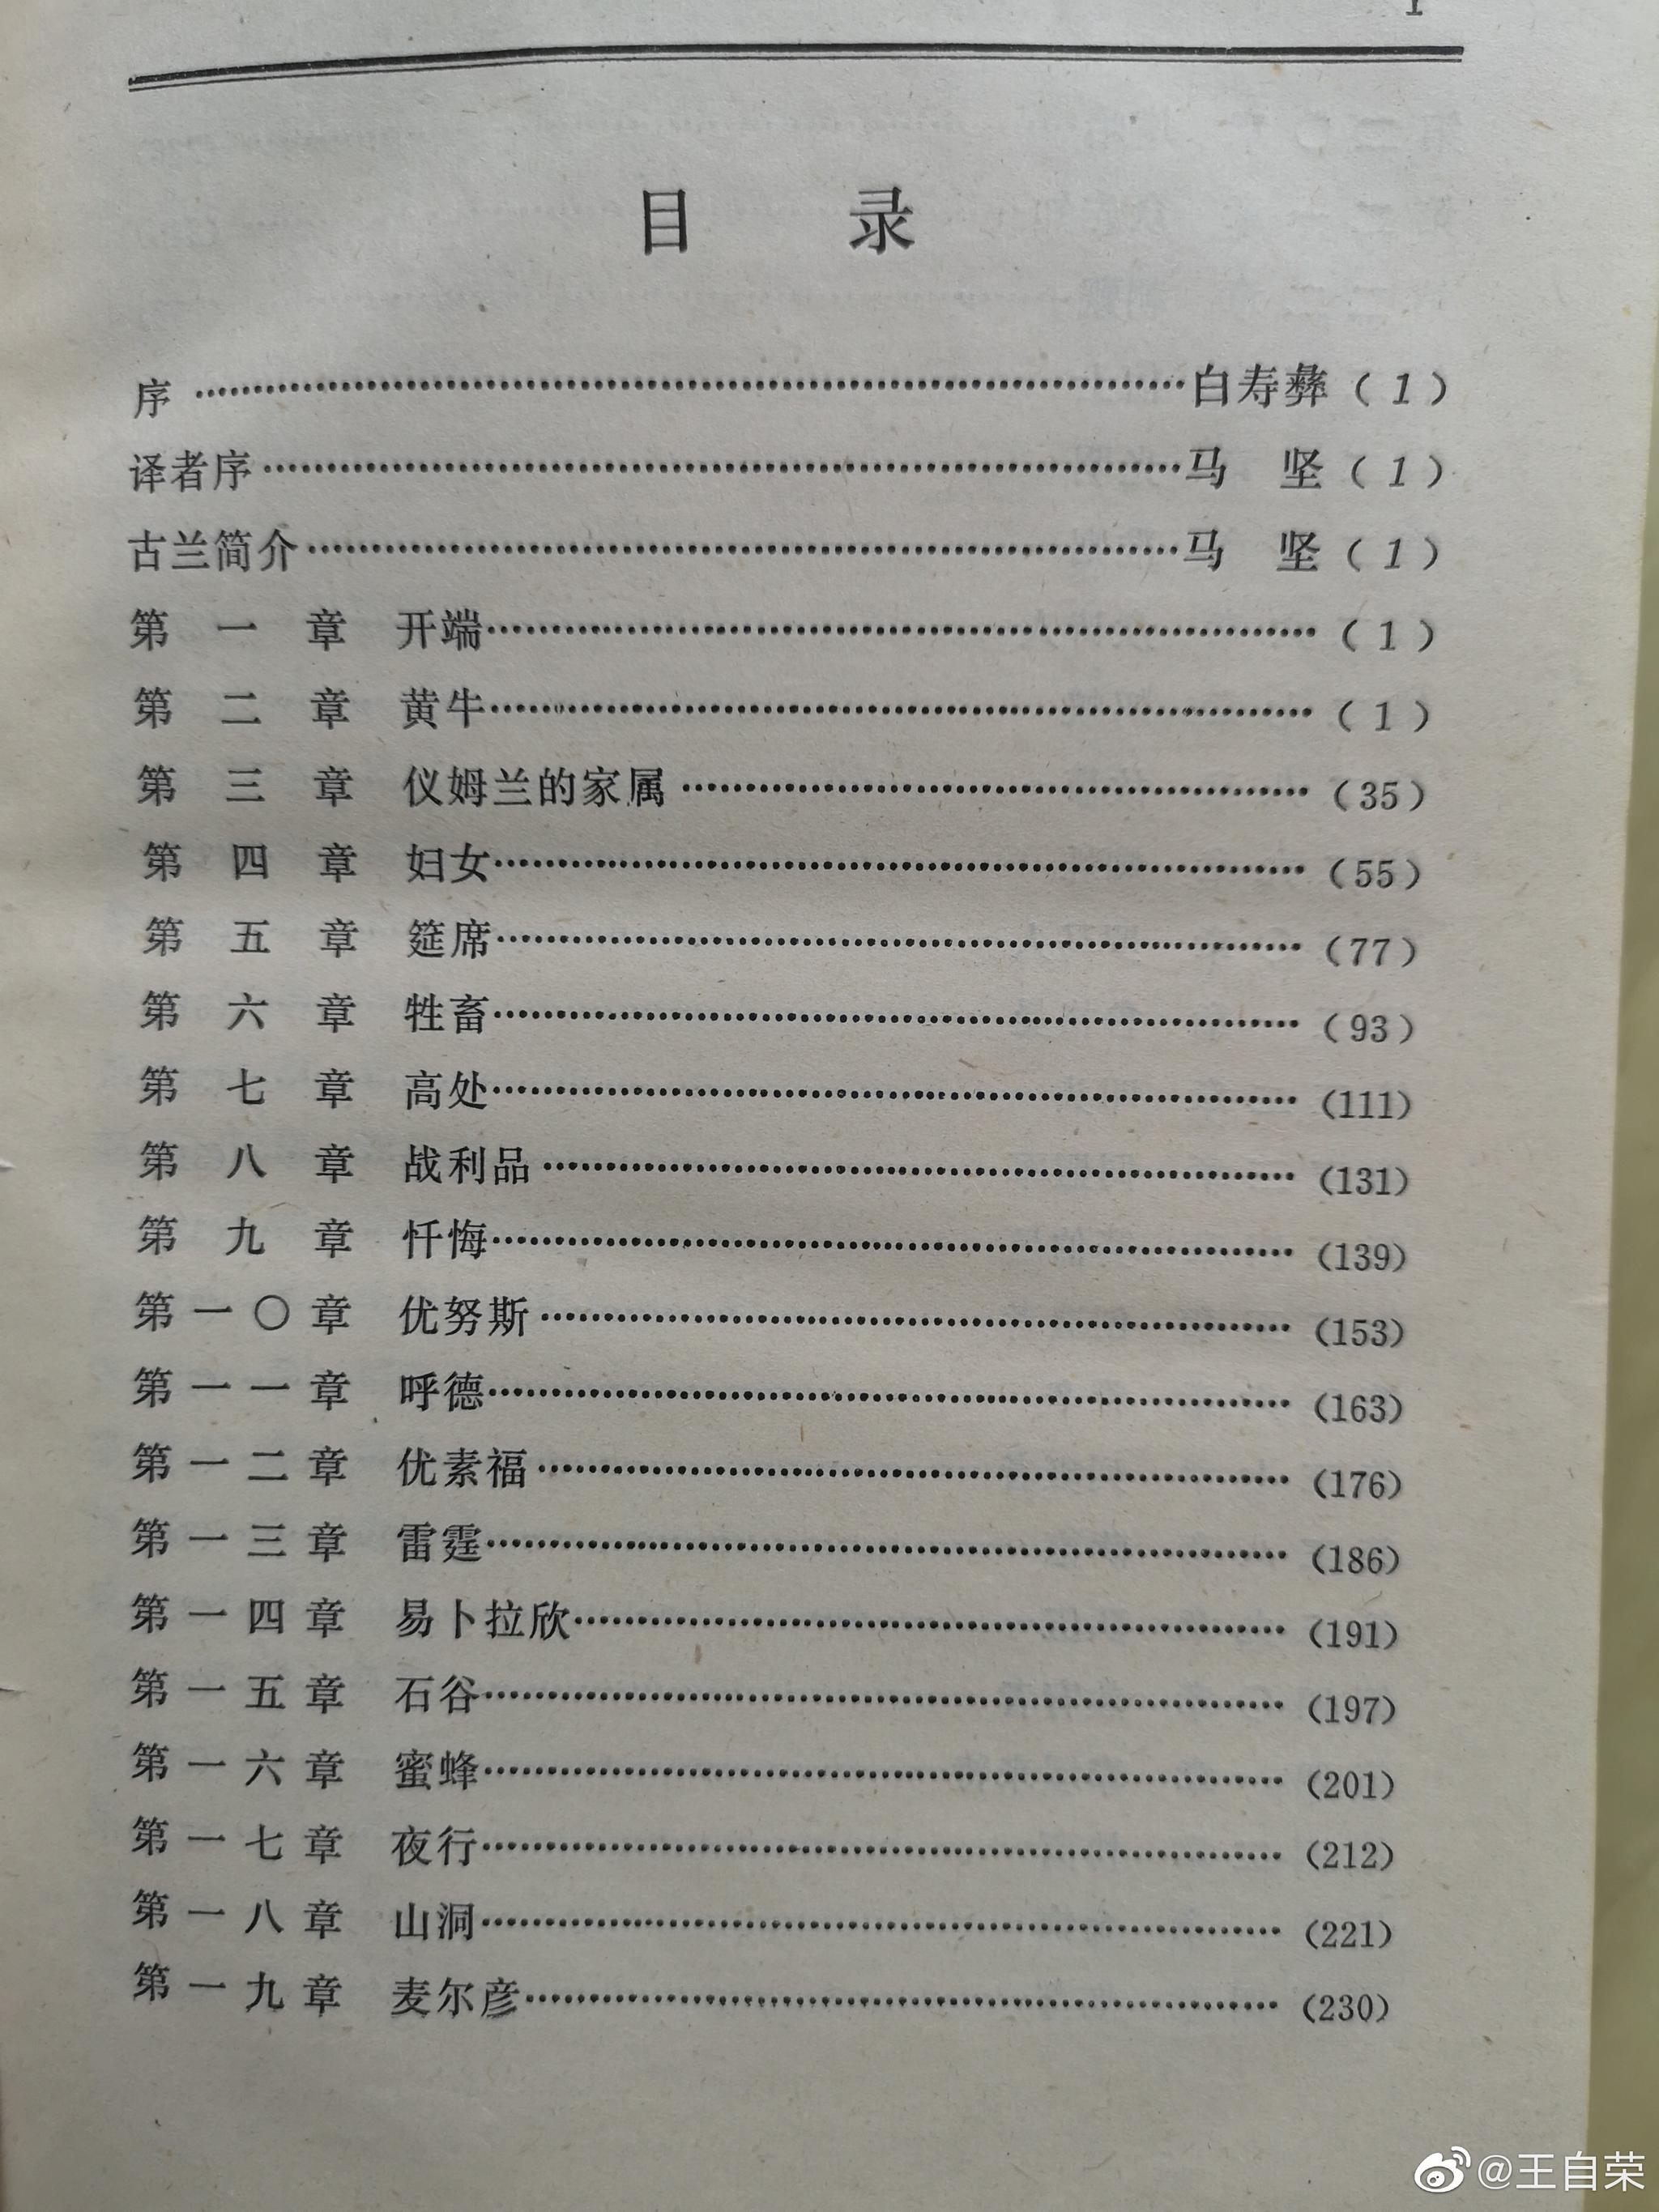 1
目 录
序……白寿彝(1)
译者序……马 坚(1)
古兰简介……马 坚(1)
第一章 开端……(1)
第二章 黄牛……(1)
第三章 仪姆兰的家属……(35)
第四章 妇女……(55)
第五章 筵席……(77)
第六章 牲畜……(93)
第七章 高处……(111)
第八章 战利品……(131)
第九章 忏悔……(139)
第一〇章 优努斯……(153)
第一一章 呼德……(163)
第一二章 优素福……(176)
第一三章 雷霆……(186)
第一四章 易卜拉欣……(191)
第一五章 石谷……(197)
第一六章 蜜蜂……(201)
第一七章 夜行……(212)
第一八章 山洞……(221)
第一九章 麦尔彦……(230)
@王自荣